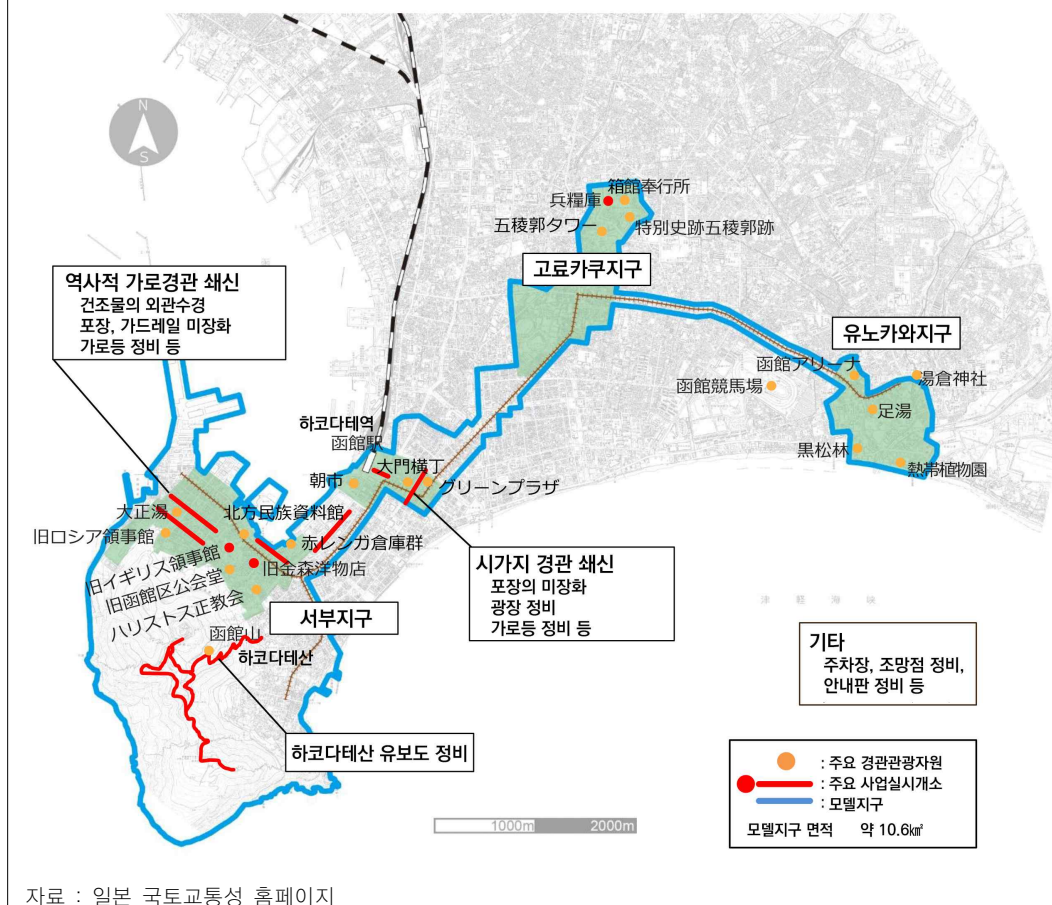 N
S
箱館奉行所
兵糧庫
五稜郭タワー
特別史跡五稜郭跡
고료카쿠지구
역사적 가로경관 쇄신
건조물의 외관수경
포장, 가드레일 미장화
가로등 정비 등
유노카와지구
函館アリーナ
湯倉神社
函館競馬場
足湯
黒松林
熱帯植物園
하코다테역
函館駅
大門横丁
朝市
グリーンプラザ
大正湯
北方民族資料館
旧ロシア領事館
赤レンガ倉庫群
旧イギリス領事館
旧金森洋物店
旧函館区公会堂
ハリストス正教会
서부지구
시가지 경관 쇄신
포장의 미장화
광장 정비
가로등 정비 등
津軽海峡
函館山
하코다테산
기타
주차장, 조망점 정비,
안내판 정비 등
하코다테산 유보도 정비
: 주요 경관관광자원
: 주요 사업실시개소
: 모델지구
모델지구 면적 약 10.6㎢
1000m 2000m
자료 : 일본 국토교통성 홈페이지